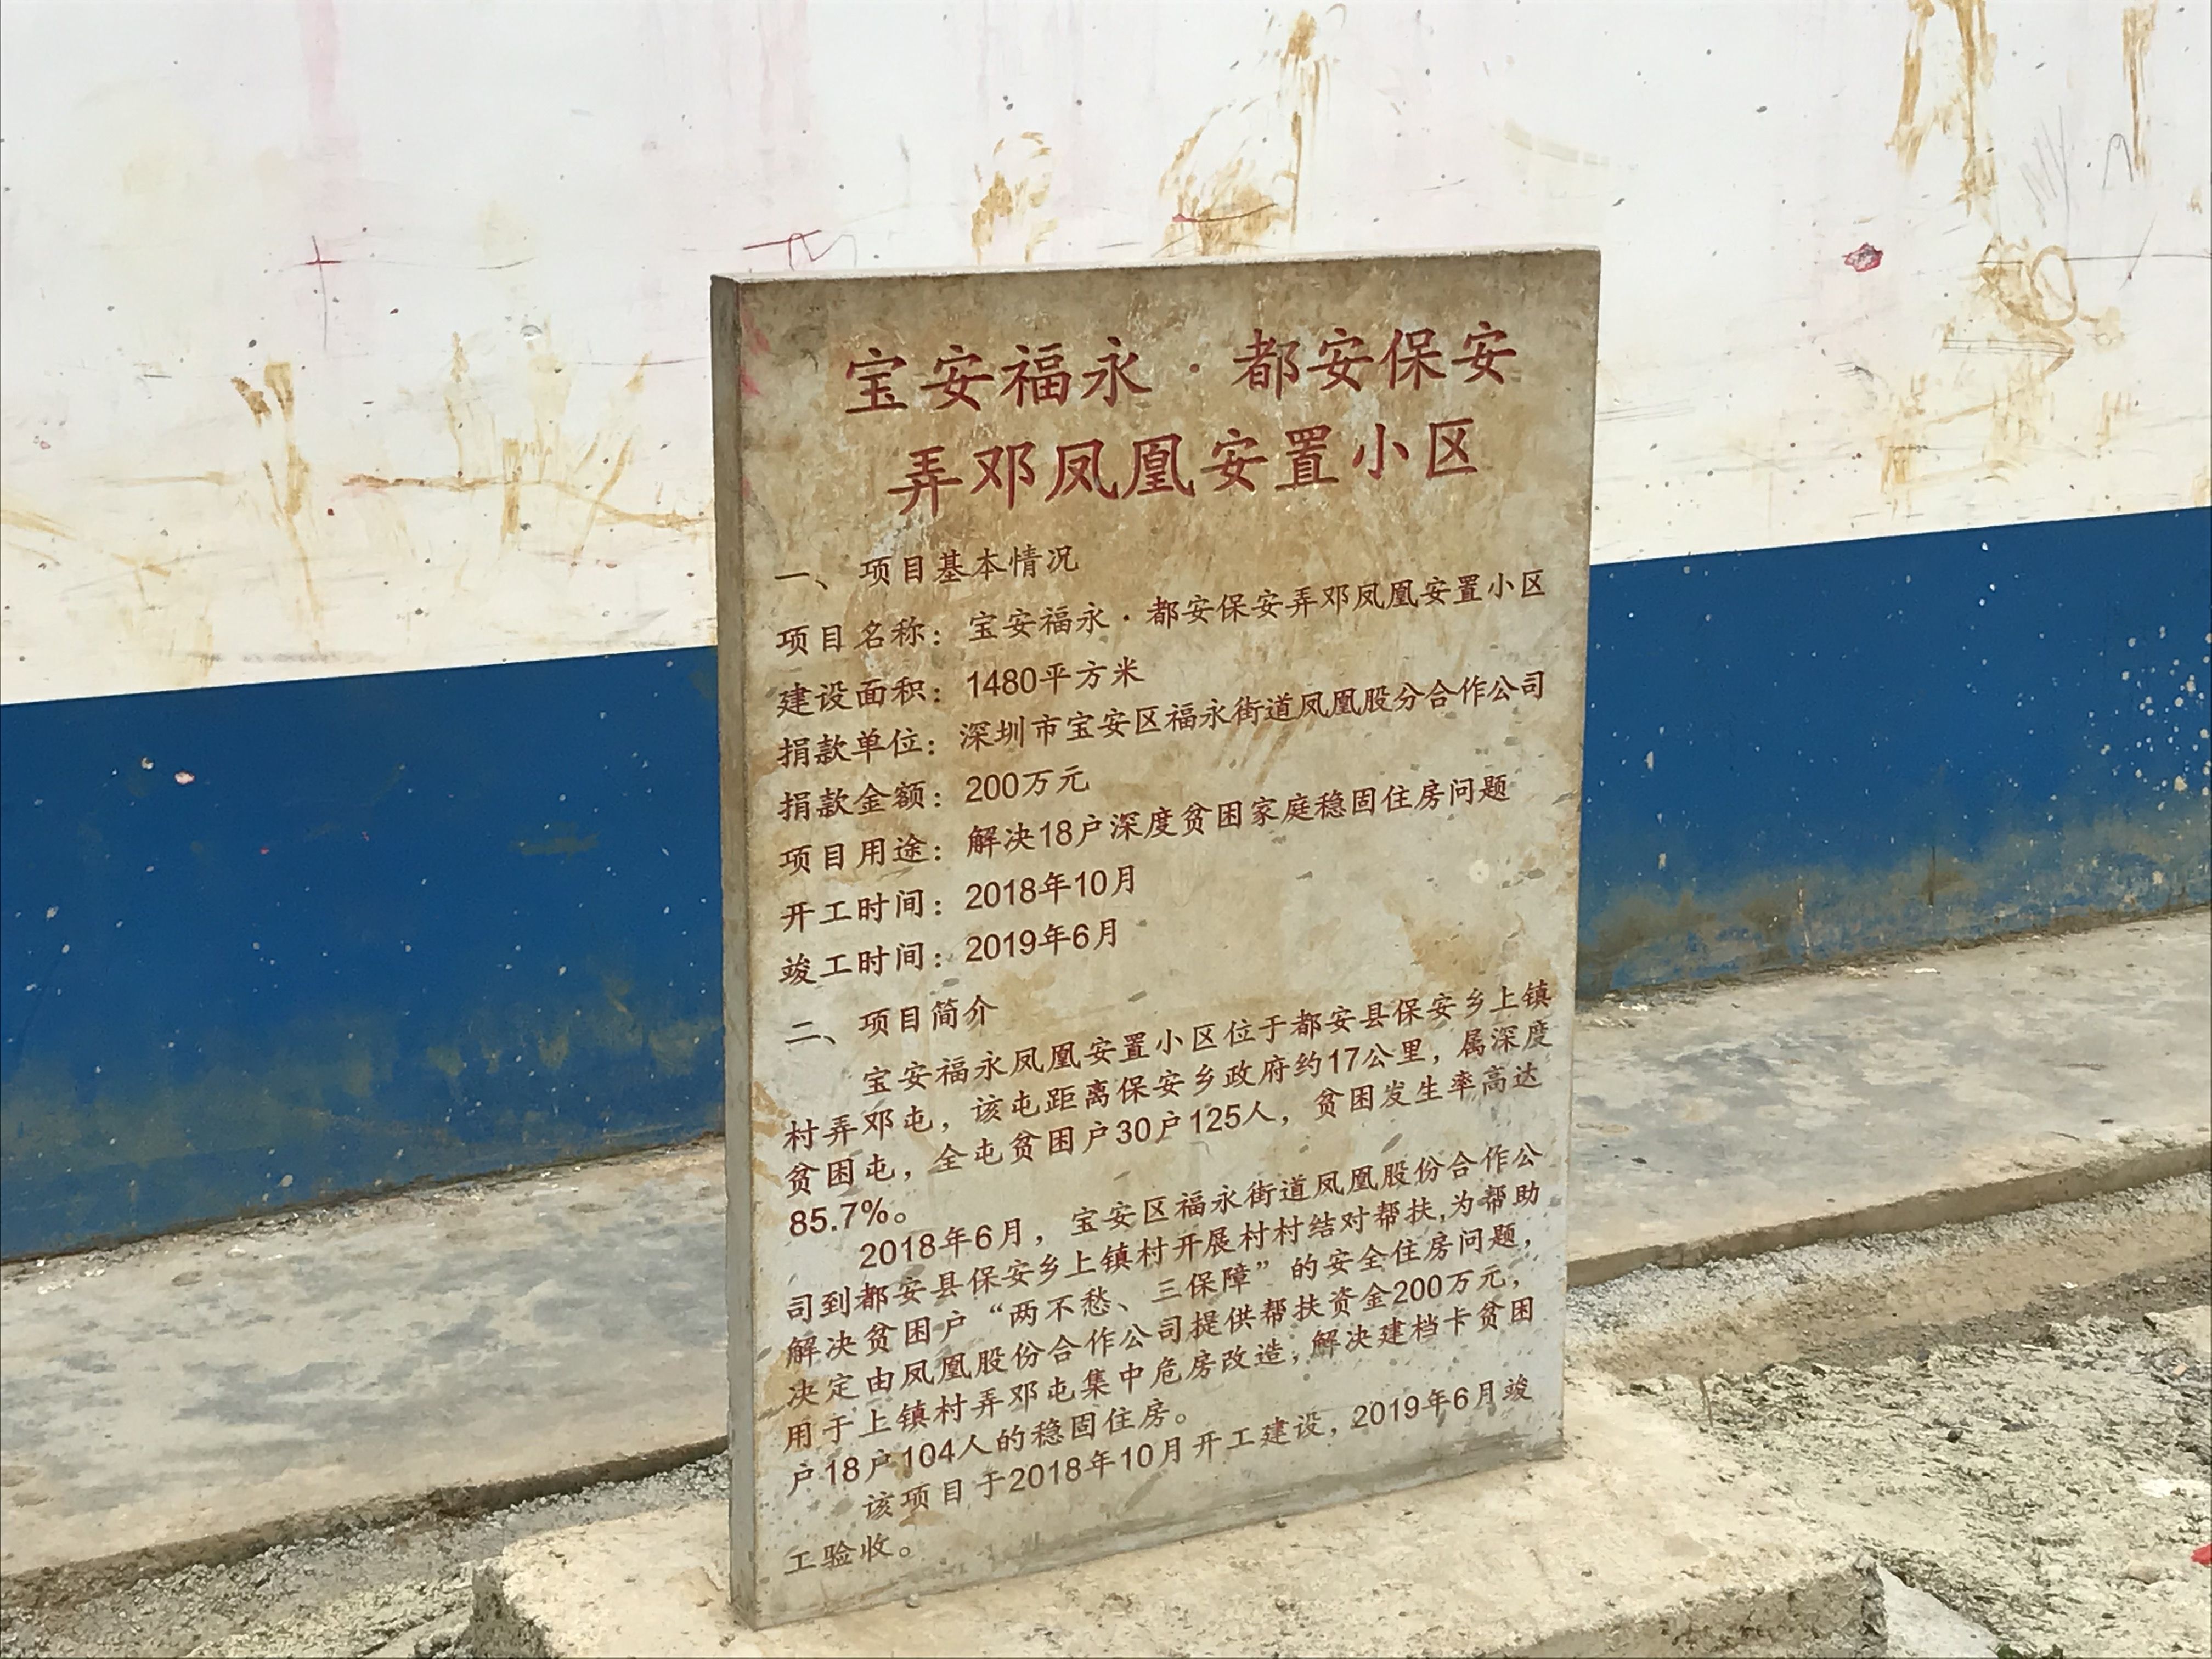 宝安福永·都安保安
弄邓凤凰安置小区
一、项目基本情况
项目名称：宝安福永·都安保安弄邓凤凰安置小区
建设面积：1480平方米
捐款单位：深圳市宝安区福永街道凤凰股分合作公司
捐款金额：200万元
项目用途：解决18户深度贫困家庭稳固住房问题
开工时间：2018年10月
竣工时间：2019年6月
二、项目简介
宝安福永凤凰安置小区位于都安县保安乡上镇
村弄邓屯，该屯距离保安乡政府约17公里，属深度
贫困屯，全屯贫困户30户125人，贫困发生率高达
85.7%。
2018年6月，宝安区福永街道凤凰股份合作公
司到都安县保安乡上镇村开展村村结对帮扶,为帮助
解决贫困户“两不愁、三保障”的安全住房问题，
决定由凤凰股份合作公司提供帮扶资金200万元，
用于上镇村弄邓屯集中危房改造，解决建档卡贫困
户18户104人的稳固住房。
该项目于2018年10月开工建设，2019年6月竣
工验收。